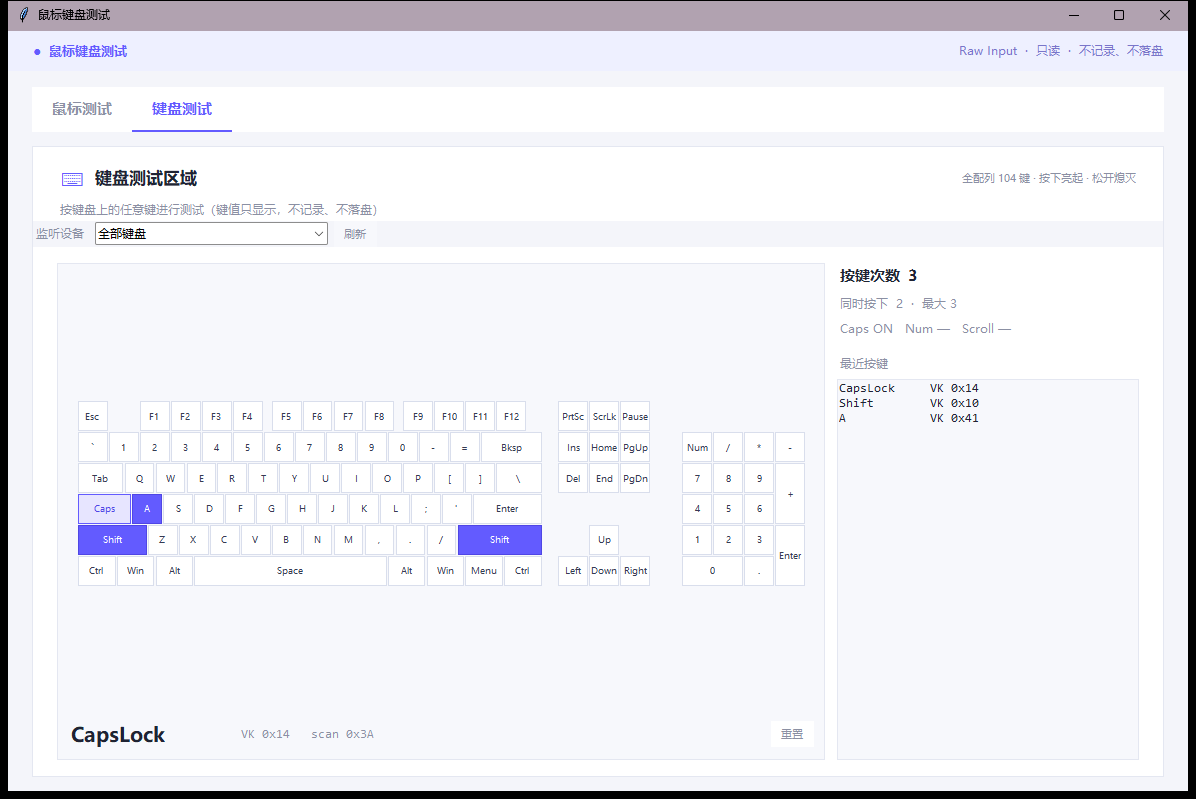 鼠标键盘测试
● 鼠标键盘测试
Raw Input · 只读 · 不记录、不落盘
鼠标测试 键盘测试
键盘测试区域
全配列 104 键 · 按下亮起 · 松开熄灭
按键盘上的任意键进行测试（键值只显示，不记录、不落盘）
监听设备 全部键盘 刷新
Esc F1 F2 F3 F4 F5 F6 F7 F8 F9 F10 F11 F12 PrtSc ScrLk Pause
` 1 2 3 4 5 6 7 8 9 0 - = Bksp Ins Home PgUp Num / * -
Tab Q W E R T Y U I O P [ ] \ Del End PgDn 7 8 9 +
Caps A S D F G H J K L ; ' Enter 4 5 6
Shift Z X C V B N M , . / Shift Up 1 2 3 Enter
Ctrl Win Alt Space Alt Win Menu Ctrl Left Down Right 0 .
CapsLock VK 0x14 scan 0x3A 重置
按键次数 3
同时按下 2 · 最大 3
Caps ON Num — Scroll —
最近按键
CapsLock VK 0x14
Shift VK 0x10
A VK 0x41